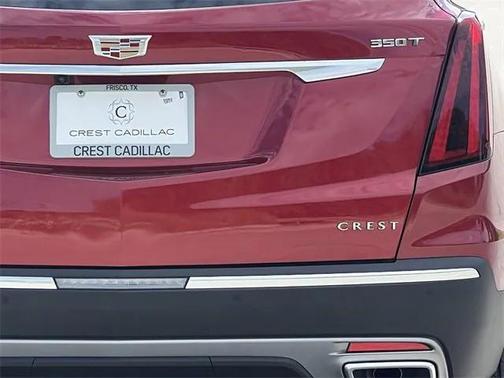 350T
FRISCO, TX
C
CREST CADILLAC
CREST CADILLAC
CREST